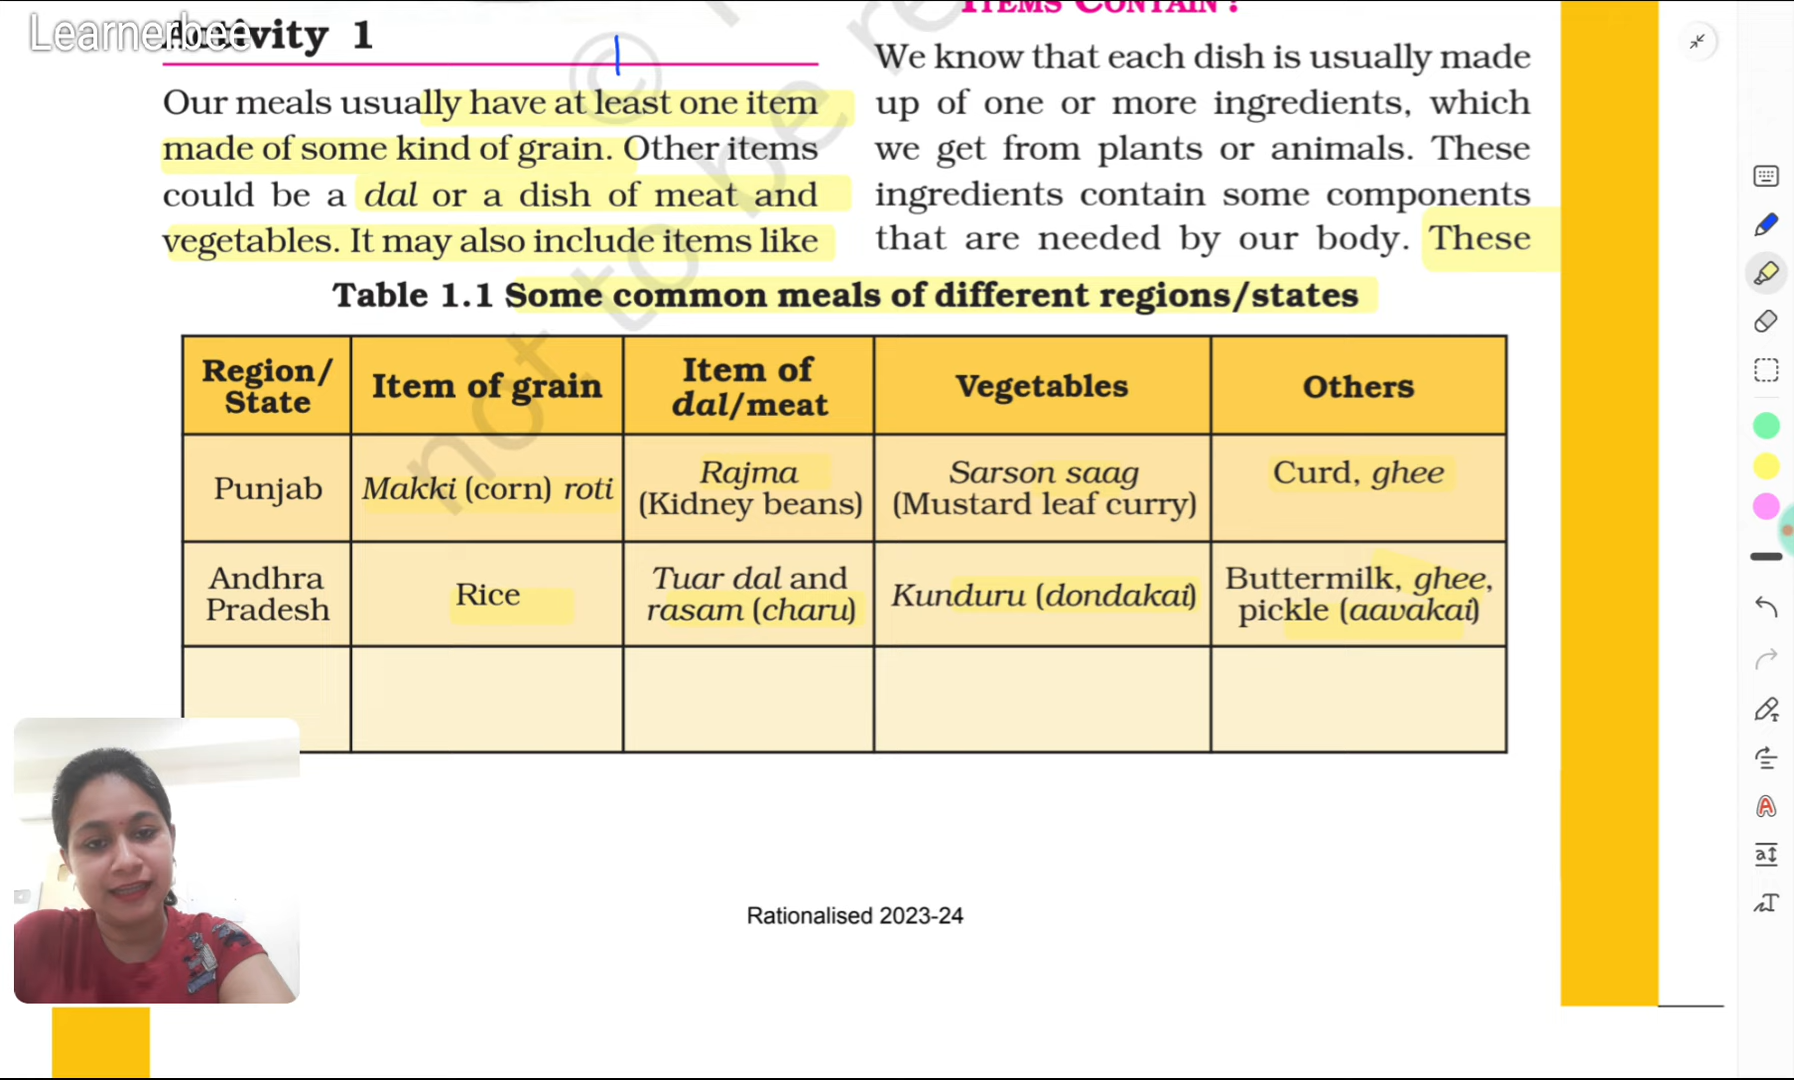 Learnerbee
Activity 1
Our meals usually have at least one item
made of some kind of grain. Other items
could be a dal or a dish of meat and
vegetables. It may also include items like
ITEMS CONTAIN?
We know that each dish is usually made
up of one or more ingredients, which
we get from plants or animals. These
ingredients contain some components
that are needed by our body. These
Table 1.1 Some common meals of different regions/states
Region/
State
Item of grain
Item of
dal/meat
Vegetables
Others
Punjab
Makki (corn) roti
Rajma
(Kidney beans)
Sarson saag
(Mustard leaf curry)
Curd, ghee
Andhra
Pradesh
Rice
Tuar dal and
rasam (charu)
Kunduru (dondakai)
Buttermilk, ghee,
pickle (aavakai)
© not to be re
Rationalised 2023-24